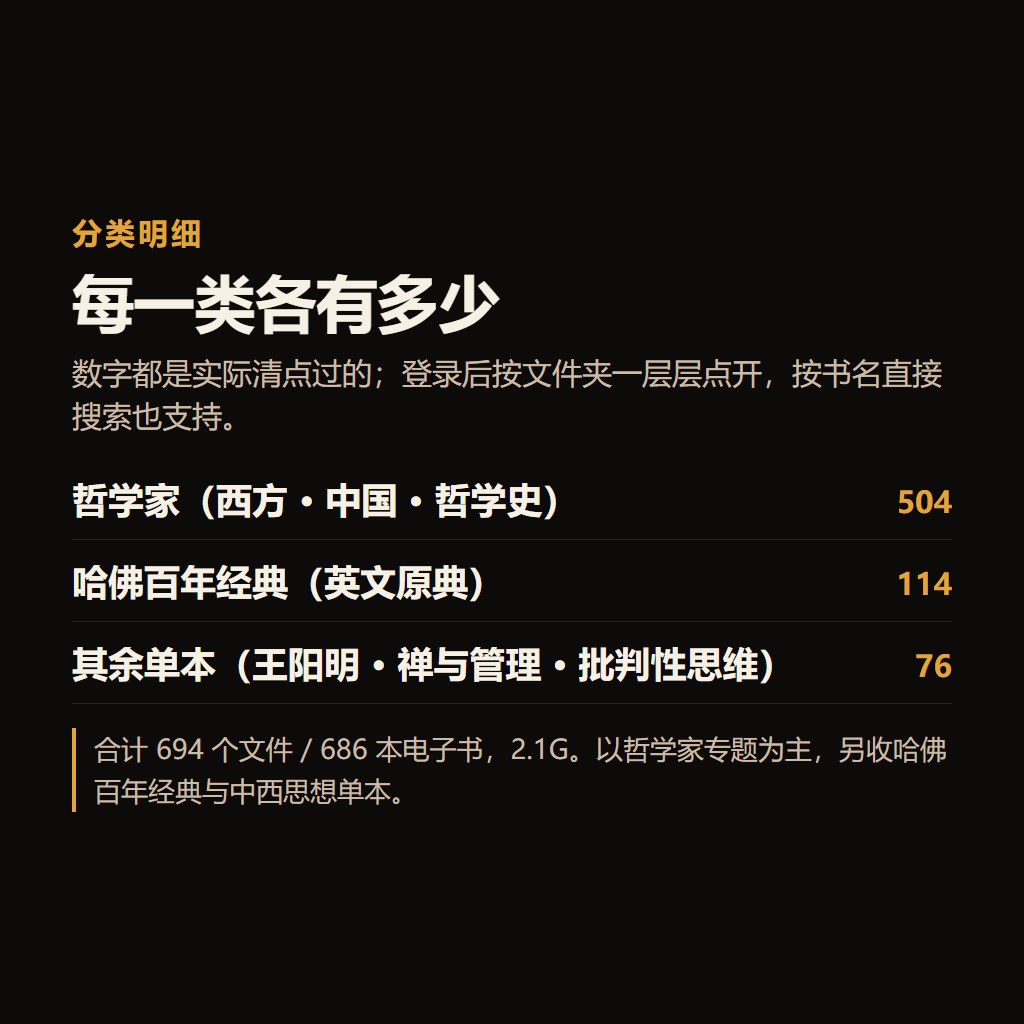 分类明细
每一类各有多少
数字都是实际清点过的；登录后按文件夹一层层点开，按书名直接
搜索也支持。
哲学家（西方·中国·哲学史） 504
哈佛百年经典（英文原典） 114
其余单本（王阳明·禅与管理·批判性思维） 76
合计 694 个文件 / 686 本电子书，2.1G。以哲学家专题为主，另收哈佛
百年经典与中西思想单本。